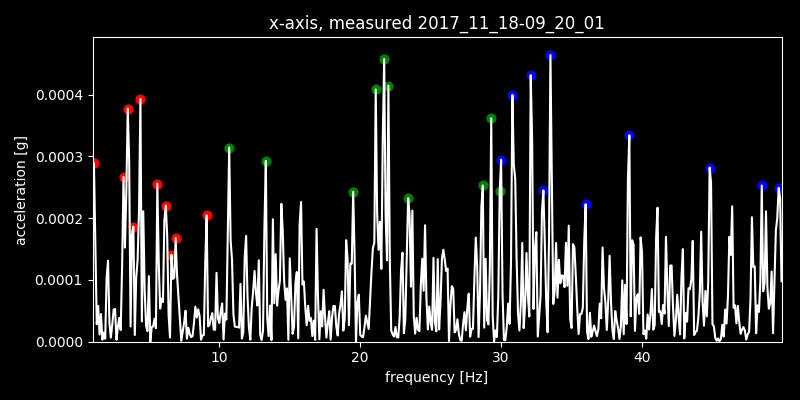 x-axis, measured 2017_11_18-09_20_01
acceleration [g]
0.0004
0.0003
0.0002
0.0001
0.0000
10 20 30 40
frequency [Hz]